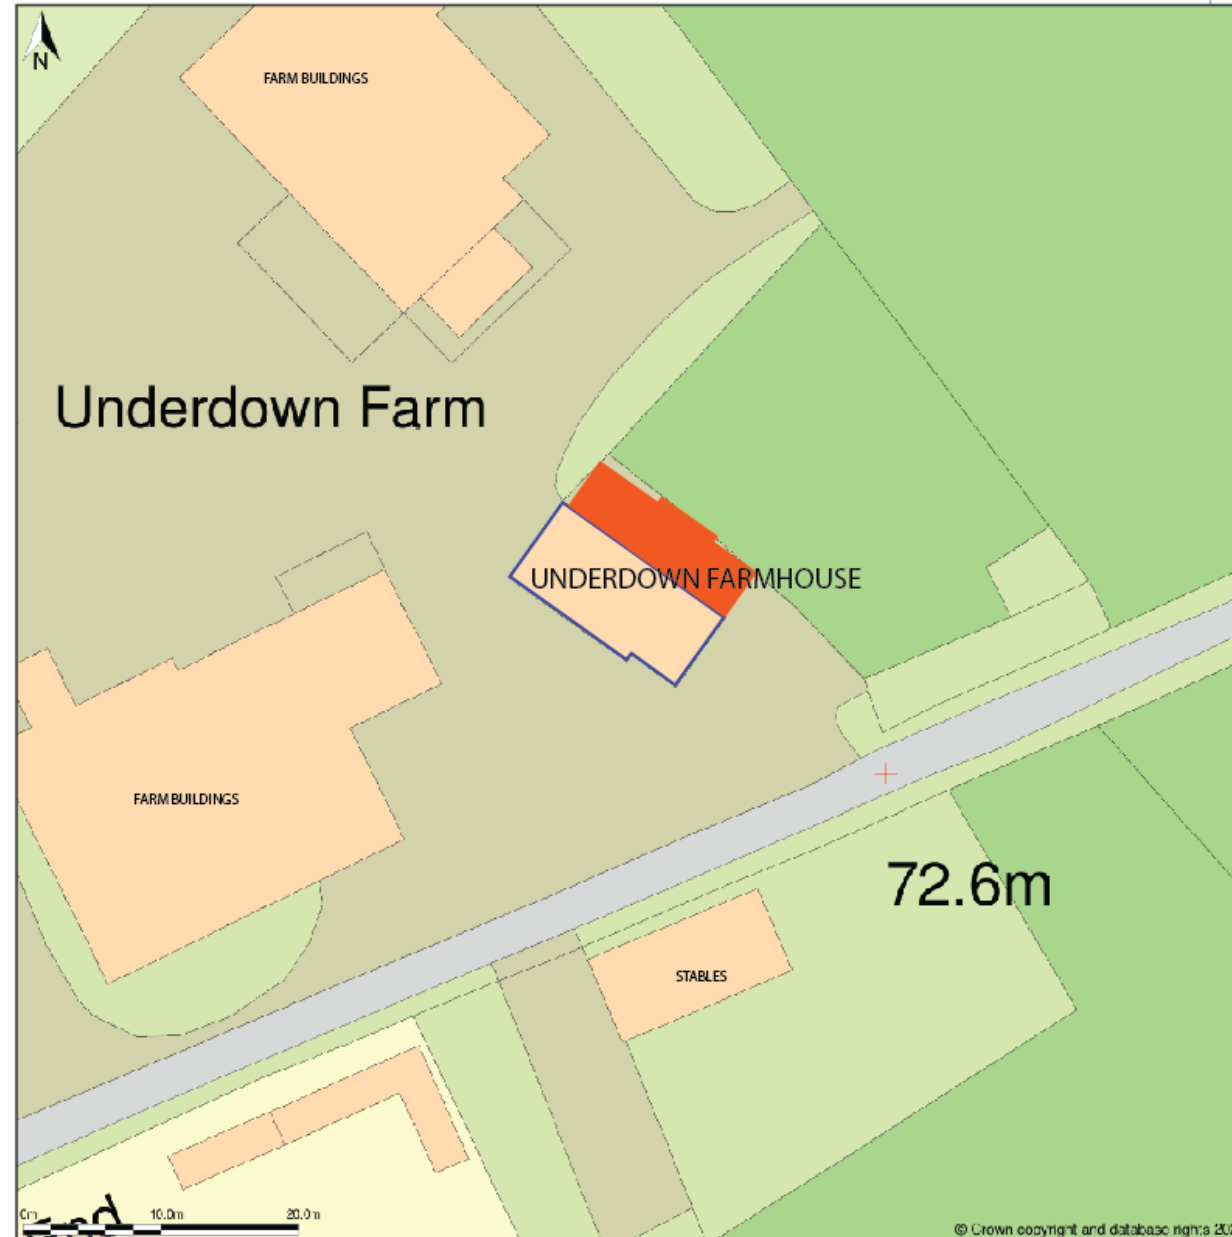 N
FARM BUILDINGS
Underdown Farm
UNDERDOWN FARMHOUSE
FARM BUILDINGS
72.6m
STABLES
0m 10.0m 20.0m
© Crown copyright and database rights